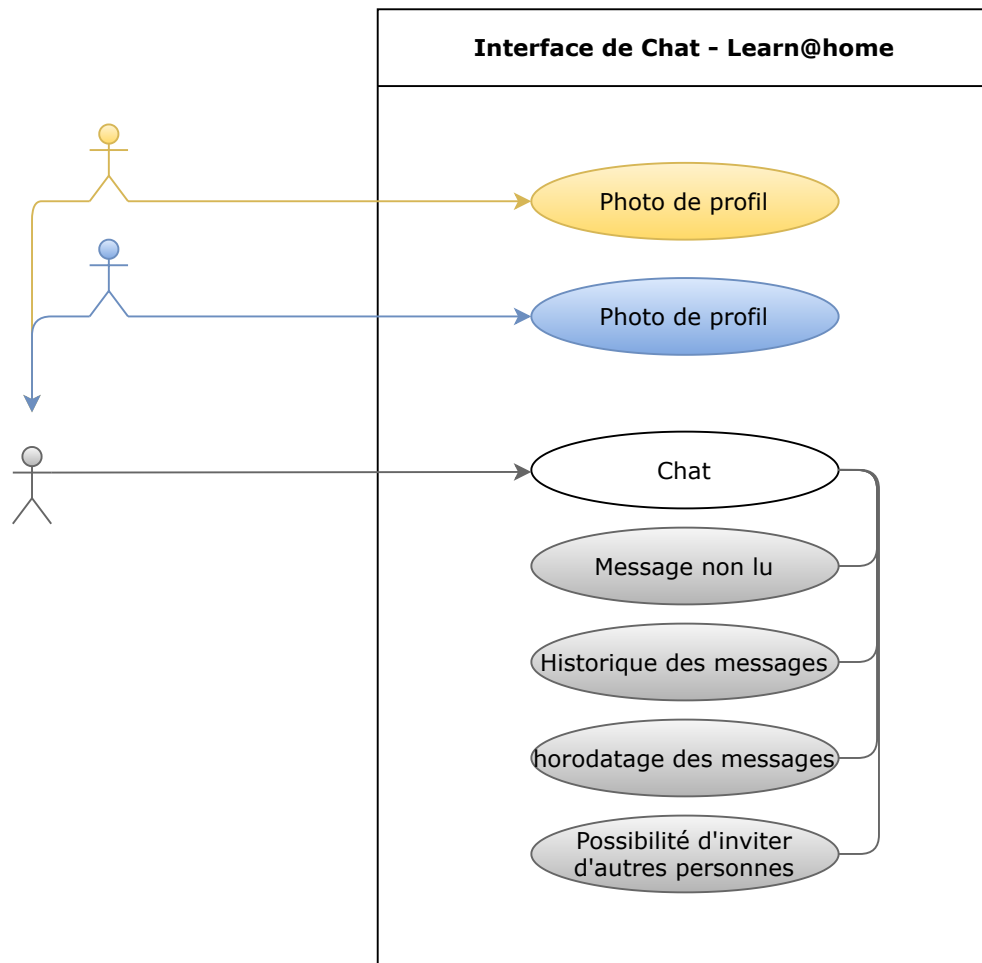 Interface de Chat - Learn@home
Photo de profil
Photo de profil
Chat
Message non lu
Historique des messages
horodatage des messages
Possibilité d'inviter
d'autres personnes